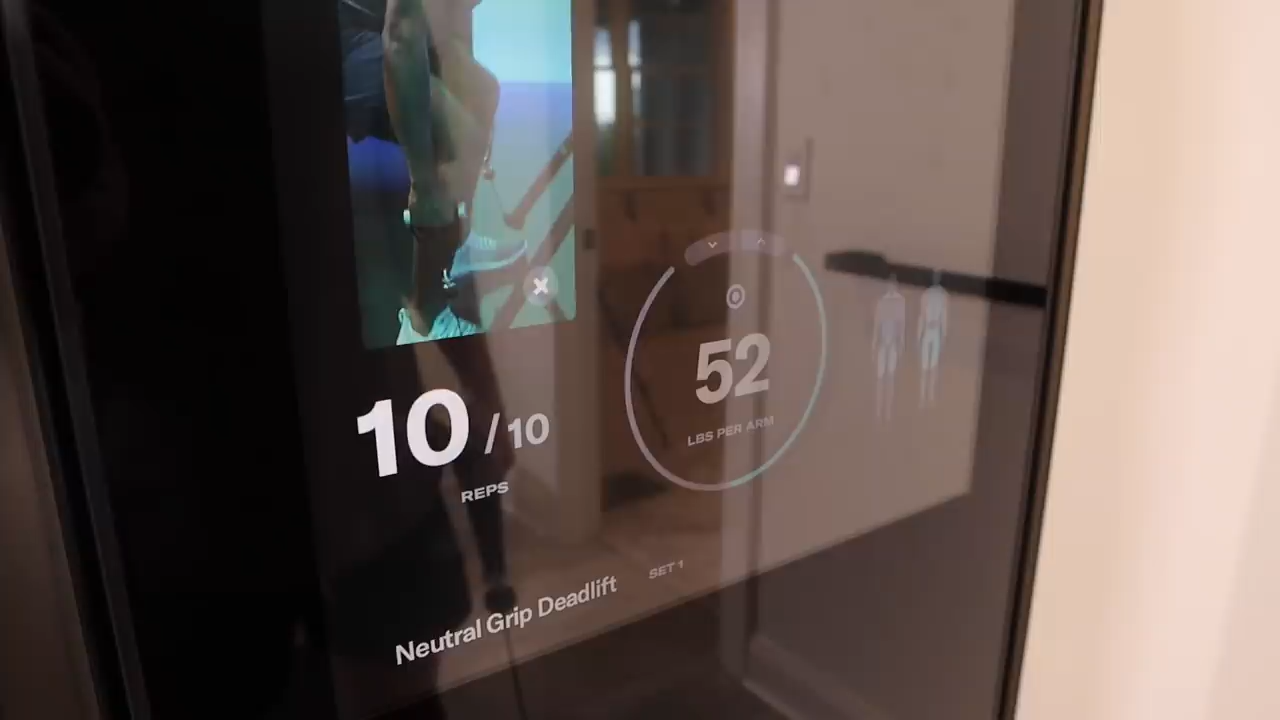 10 / 10
REPS
52
LBS PER ARM
SET 1
Neutral Grip Deadlift